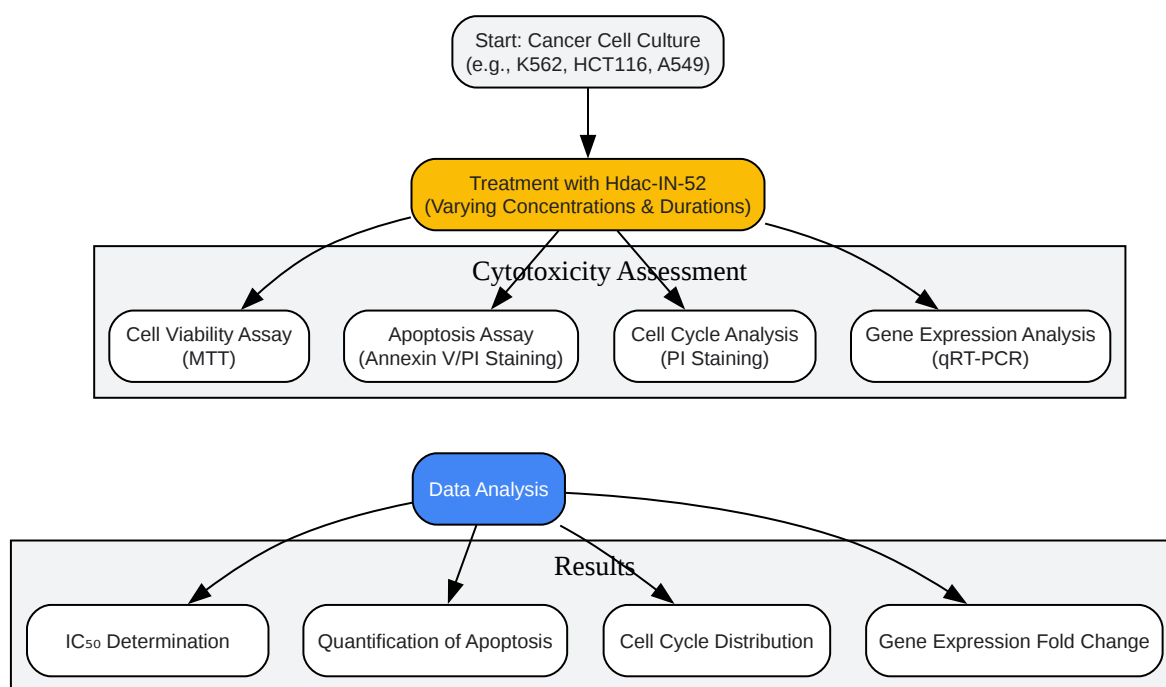 Start: Cancer Cell Culture
(e.g., K562, HCT116, A549)
Treatment with Hdac-IN-52
(Varying Concentrations & Durations)
Cytotoxicity Assessment
Cell Viability Assay
(MTT)
Apoptosis Assay
(Annexin V/PI Staining)
Cell Cycle Analysis
(PI Staining)
Gene Expression Analysis
(qRT-PCR)
Data Analysis
Results
IC₅₀ Determination
Quantification of Apoptosis
Cell Cycle Distribution
Gene Expression Fold Change